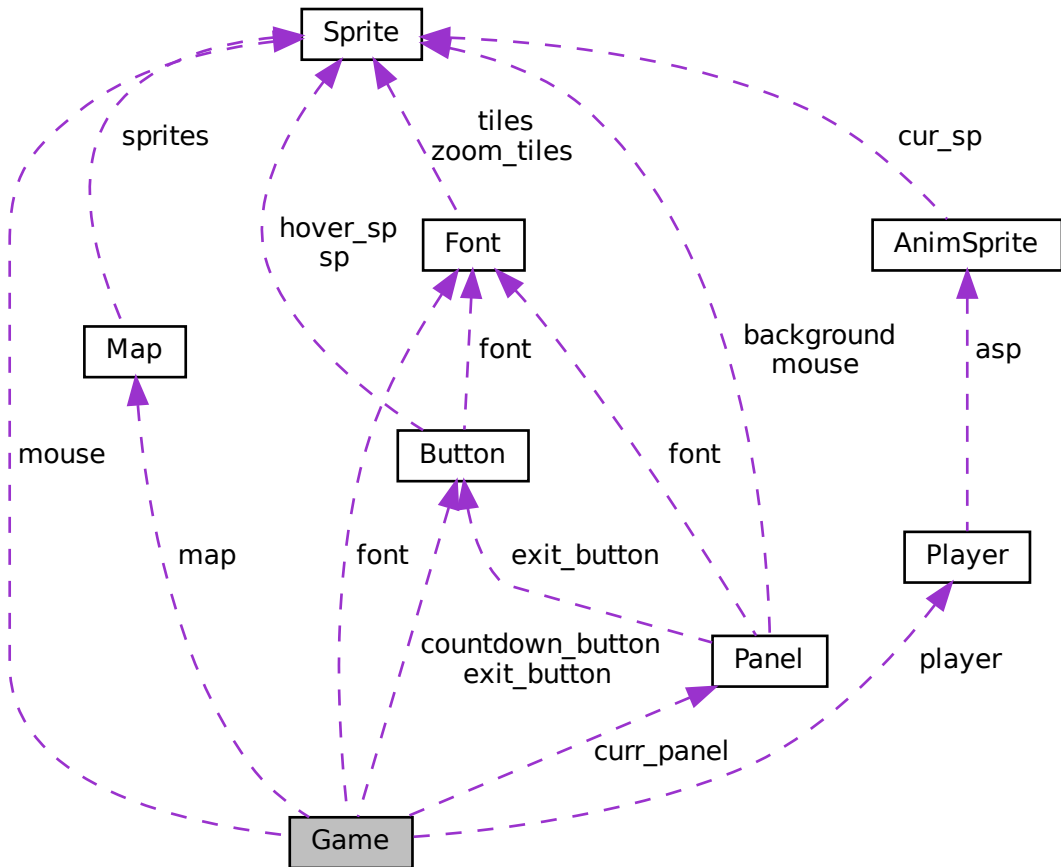 Sprite
sprites
tiles
zoom_tiles
cur_sp
hover_sp
sp
Font
AnimSprite
Map
font
background
mouse
asp
mouse
Button
font
map
font
exit_button
Player
countdown_button
exit_button
Panel
player
curr_panel
Game